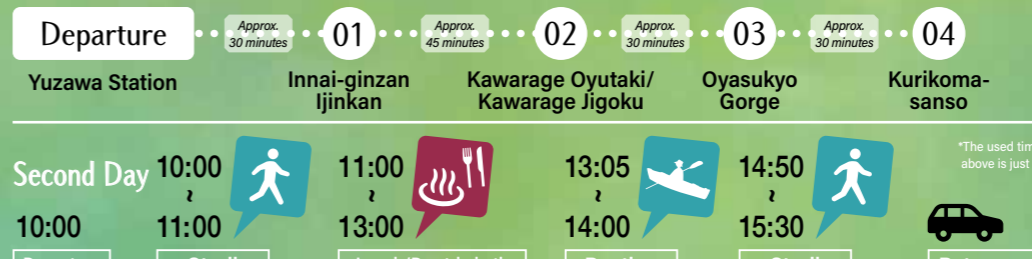 Departure
Approx.
30 minutes
01
Approx.
45 minutes
02
Approx.
30 minutes
03
Approx.
30 minutes
04
Yuzawa Station
Innai-ginzan
Ijinkan
Kawarage Oyutaki/
Kawarage Jigoku
Oyasukyo
Gorge
Kurikoma-
sanso
*The used tim
above is just
Second Day
10:00
10:00
~
11:00
11:00
~
13:00
13:05
~
14:00
14:50
~
15:30